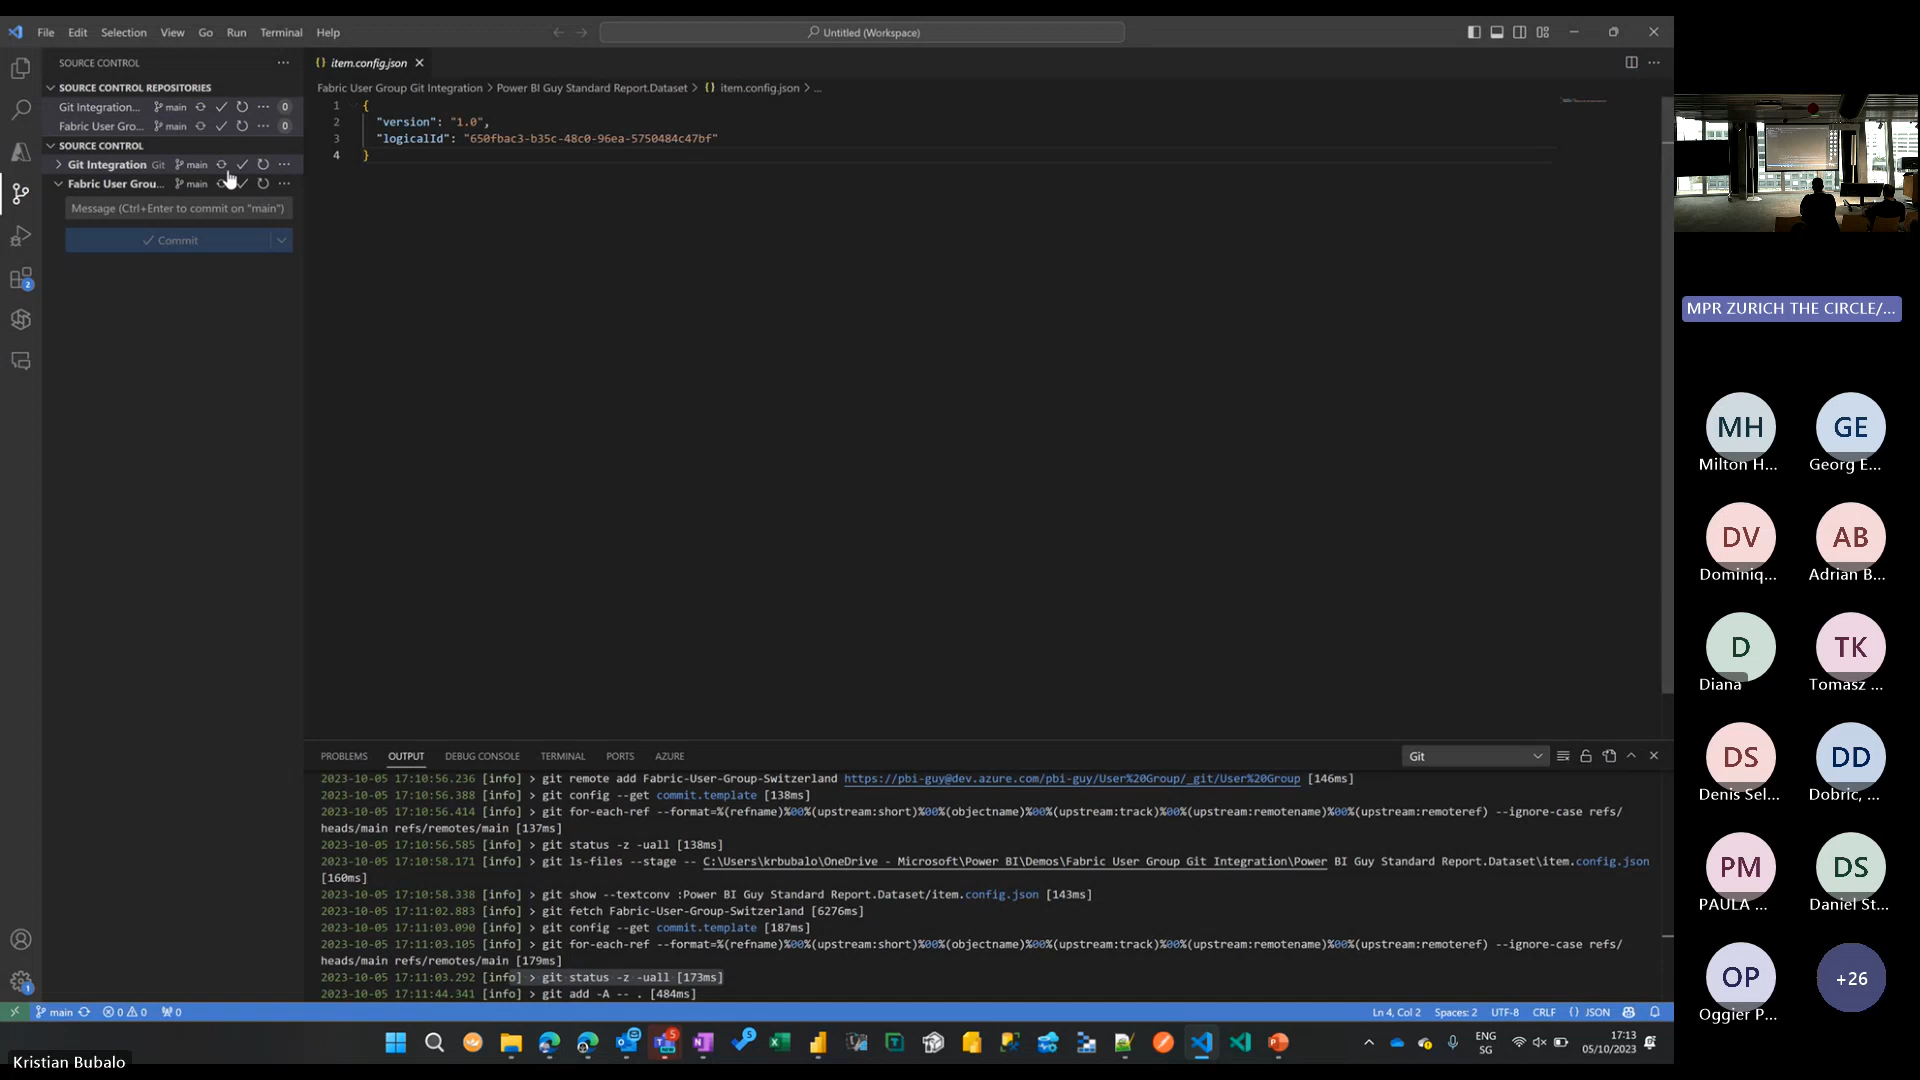 File Edit Selection View Go Run Terminal Help
Untitled (Workspace)
SOURCE CONTROL
item.config.json
SOURCE CONTROL REPOSITORIES
Git Integration... main 0
Fabric User Gro... main 0
SOURCE CONTROL
Git Integration Git main
Fabric User Grou... main
Message (Ctrl+Enter to commit on "main")
Commit
Fabric User Group Git Integration > Power BI Guy Standard Report.Dataset > {} item.config.json > ...
1 {
2 "version": "1.0",
3 "logicalId": "650fbac3-b35c-48c0-96ea-5750484c47bf"
4 }
2
PROBLEMS OUTPUT DEBUG CONSOLE TERMINAL PORTS AZURE
Git
2023-10-05 17:10:56.236 [info] > git remote add Fabric-User-Group-Switzerland https://pbi-guy@dev.azure.com/pbi-guy/User%20Group/_git/User%20Group [146ms]
2023-10-05 17:10:56.388 [info] > git config --get commit.template [138ms]
2023-10-05 17:10:56.414 [info] > git for-each-ref --format=%(refname)%00%(upstream:short)%00%(objectname)%00%(upstream:track)%00%(upstream:remotename)%00%(upstream:remoteref) --ignore-case refs/
heads/main refs/remotes/main [137ms]
2023-10-05 17:10:56.585 [info] > git status -z -uall [138ms]
2023-10-05 17:10:58.171 [info] > git ls-files --stage -- C:\Users\krbubalo\OneDrive - Microsoft\Power BI\Demos\Fabric User Group Git Integration\Power BI Guy Standard Report.Dataset\item.config.json
[160ms]
2023-10-05 17:10:58.338 [info] > git show --textconv :Power BI Guy Standard Report.Dataset/item.config.json [143ms]
2023-10-05 17:11:02.883 [info] > git fetch Fabric-User-Group-Switzerland [6276ms]
2023-10-05 17:11:03.090 [info] > git config --get commit.template [187ms]
2023-10-05 17:11:03.105 [info] > git for-each-ref --format=%(refname)%00%(upstream:short)%00%(objectname)%00%(upstream:track)%00%(upstream:remotename)%00%(upstream:remoteref) --ignore-case refs/
heads/main refs/remotes/main [179ms]
2023-10-05 17:11:03.292 [info] > git status -z -uall [173ms]
2023-10-05 17:11:44.341 [info] > git add -A -- . [484ms]
1
main 0 0 0
Ln 4, Col 2 Spaces: 2 UTF-8 CRLF {} JSON
ENG
SG
17:13
05/10/2023
Kristian Bubalo
MPR ZURICH THE CIRCLE/...
MH GE
Milton H... Georg E...
DV AB
Dominiq... Adrian B...
D TK
Diana Tomasz ...
DS DD
Denis Sel... Dobric, ...
PM DS
PAULA ... Daniel St...
OP +26
Oggier P...